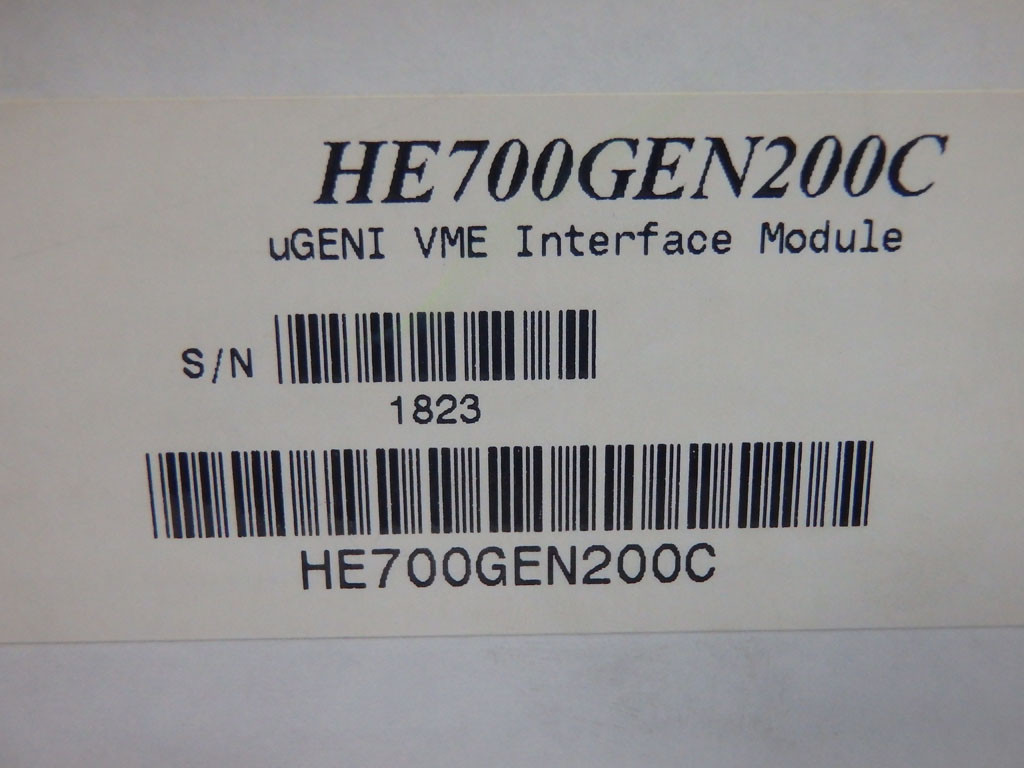 HE700GEN200C
uGENI VME Interface Module
S/N
1823
HE700GEN200C